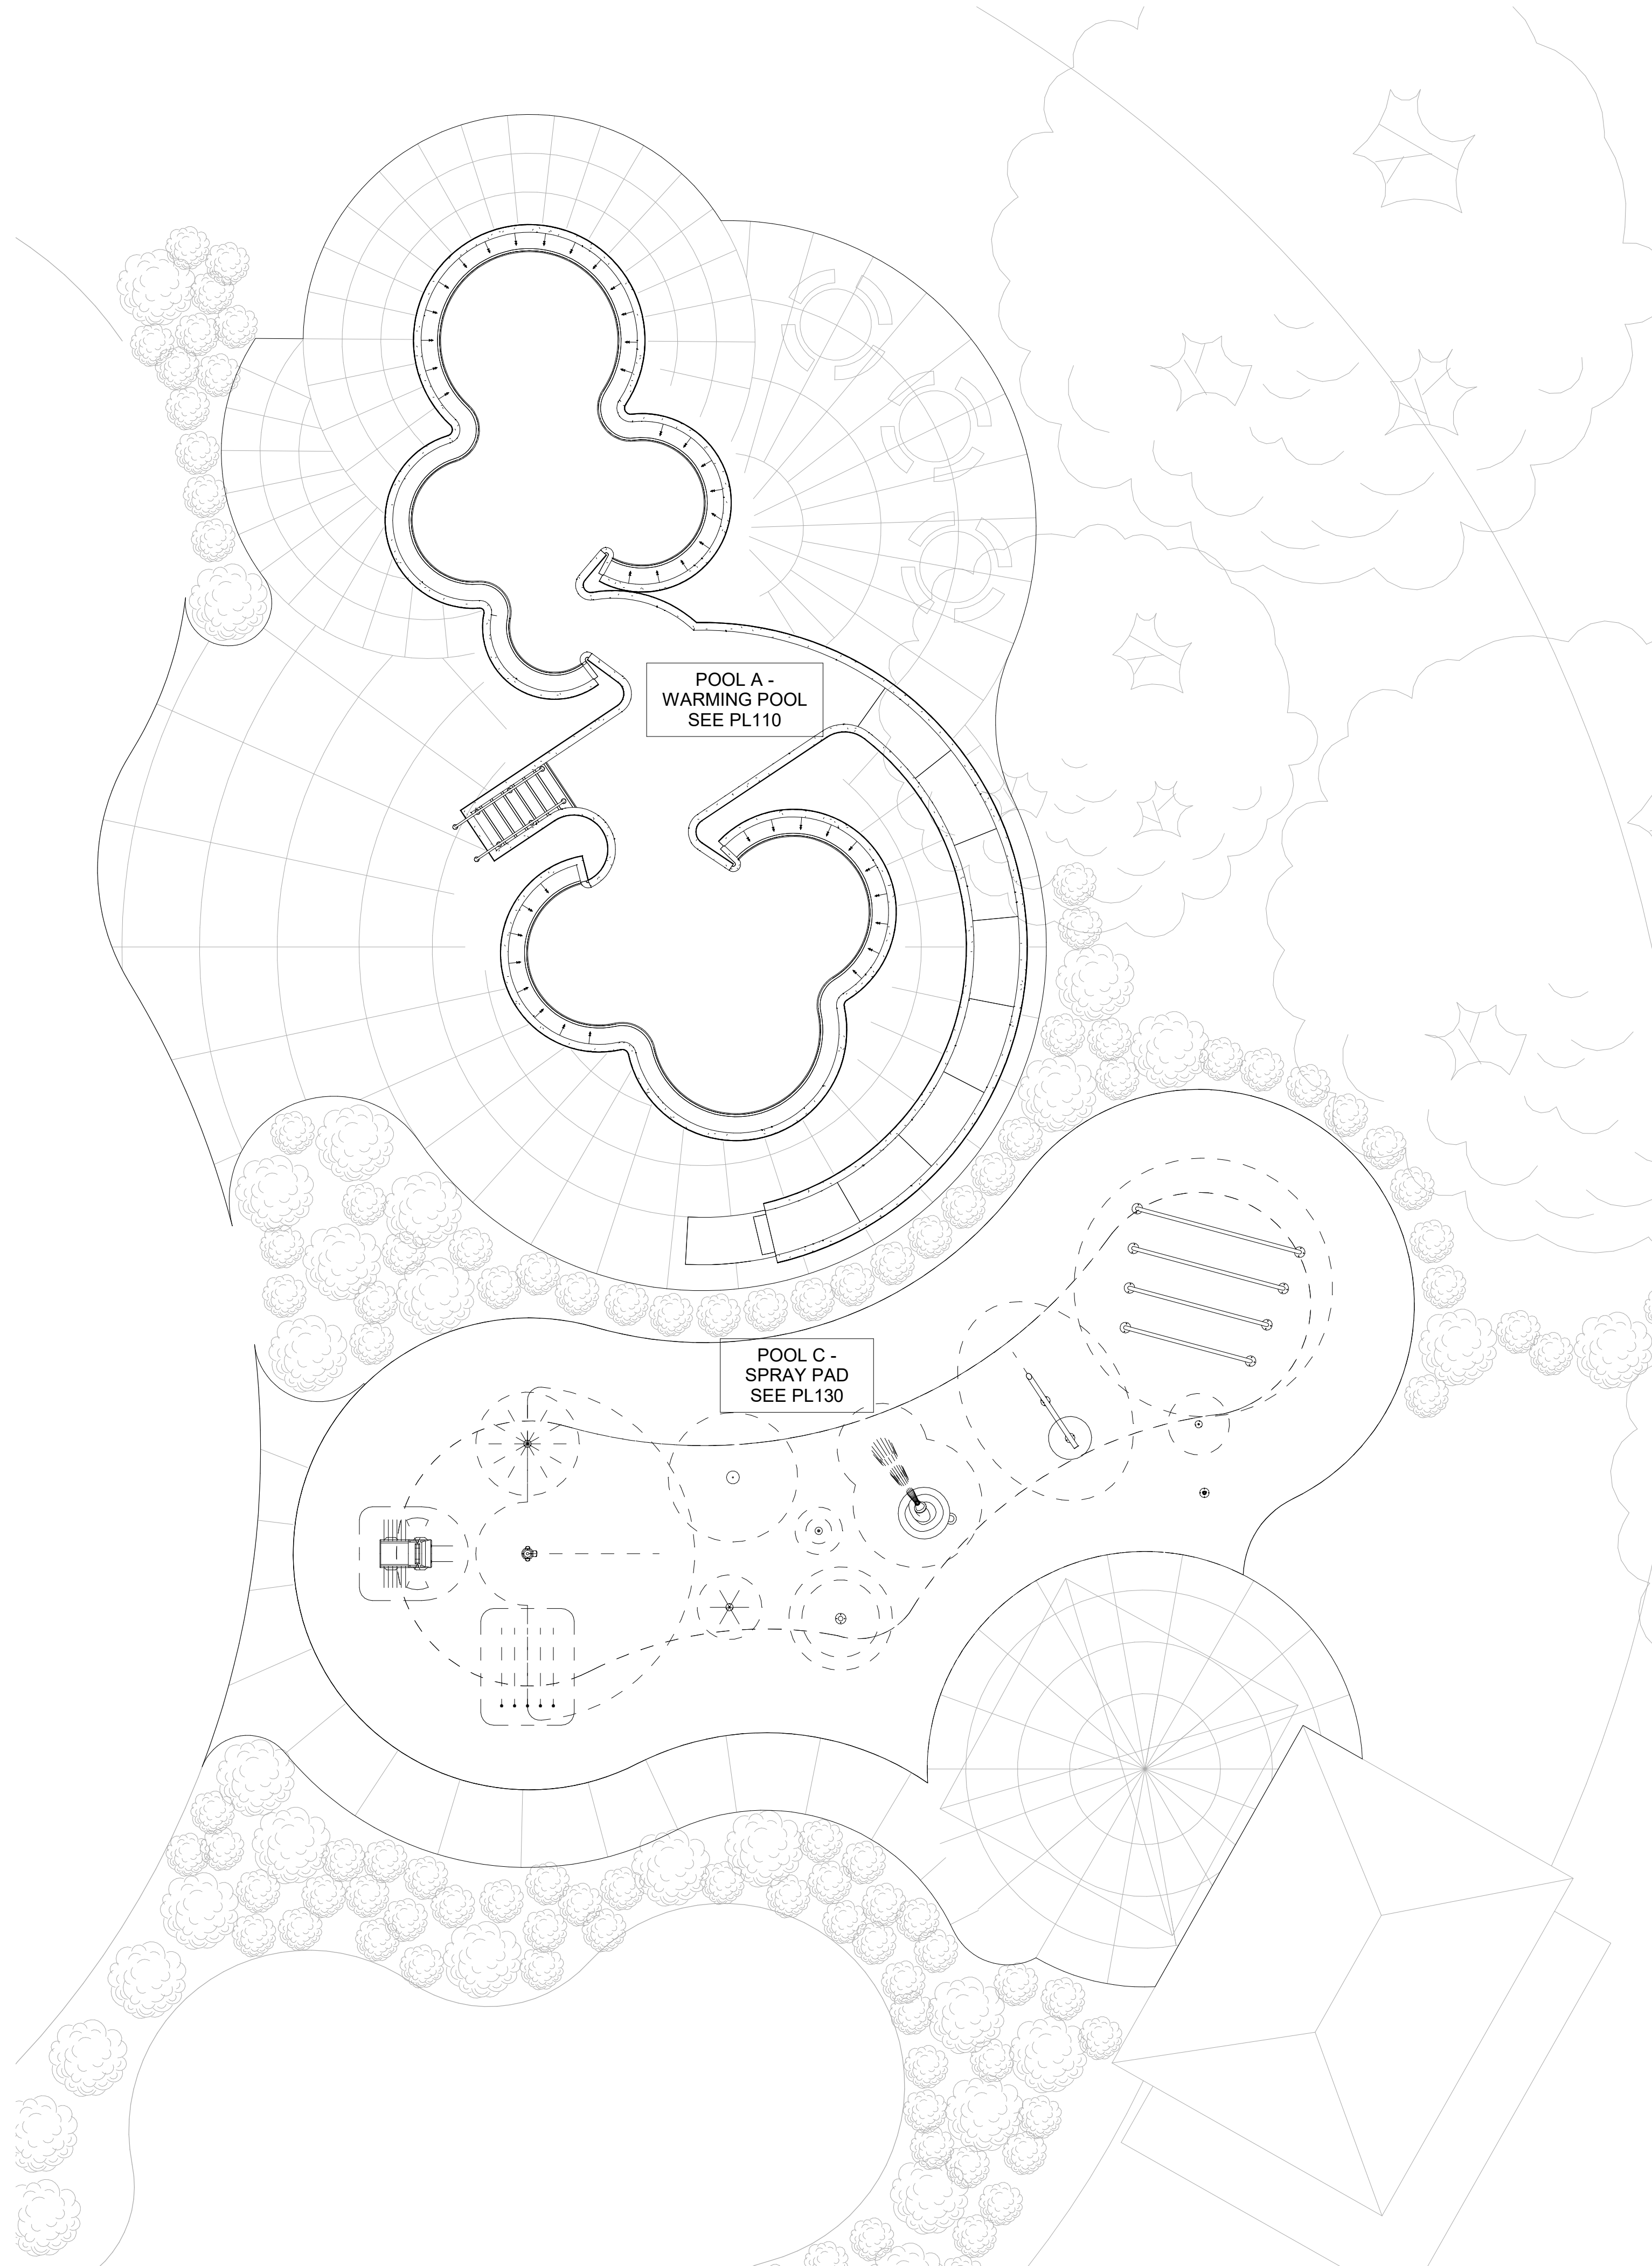 POOL A -
WARMING POOL
SEE PL110
POOL C -
SPRAY PAD
SEE PL130